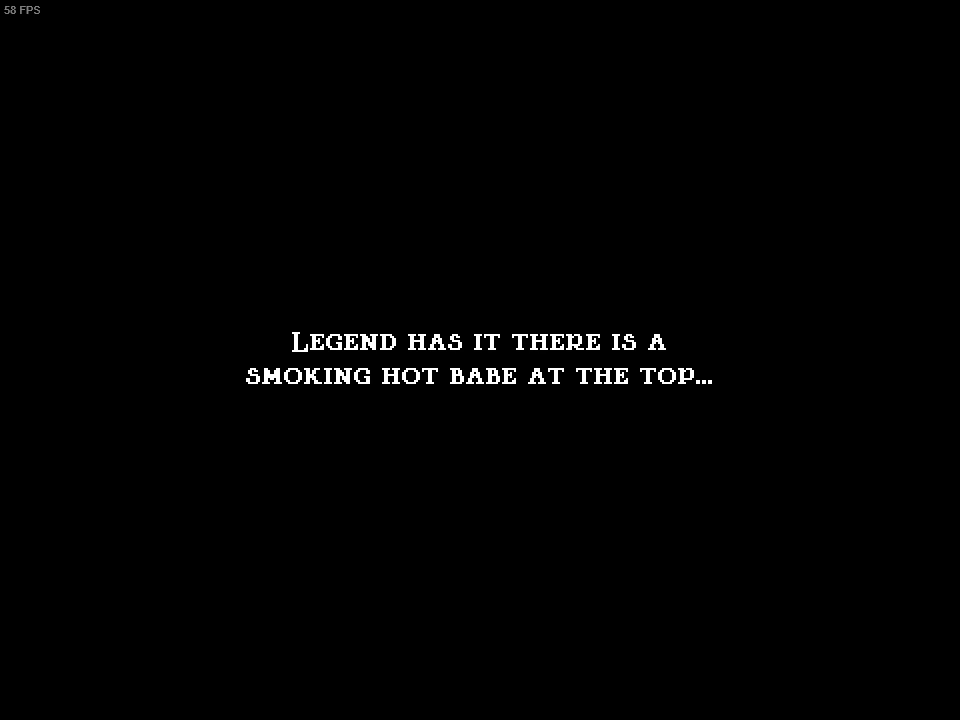 58 FPS
Legend has it there is a
smoking hot babe at the top...